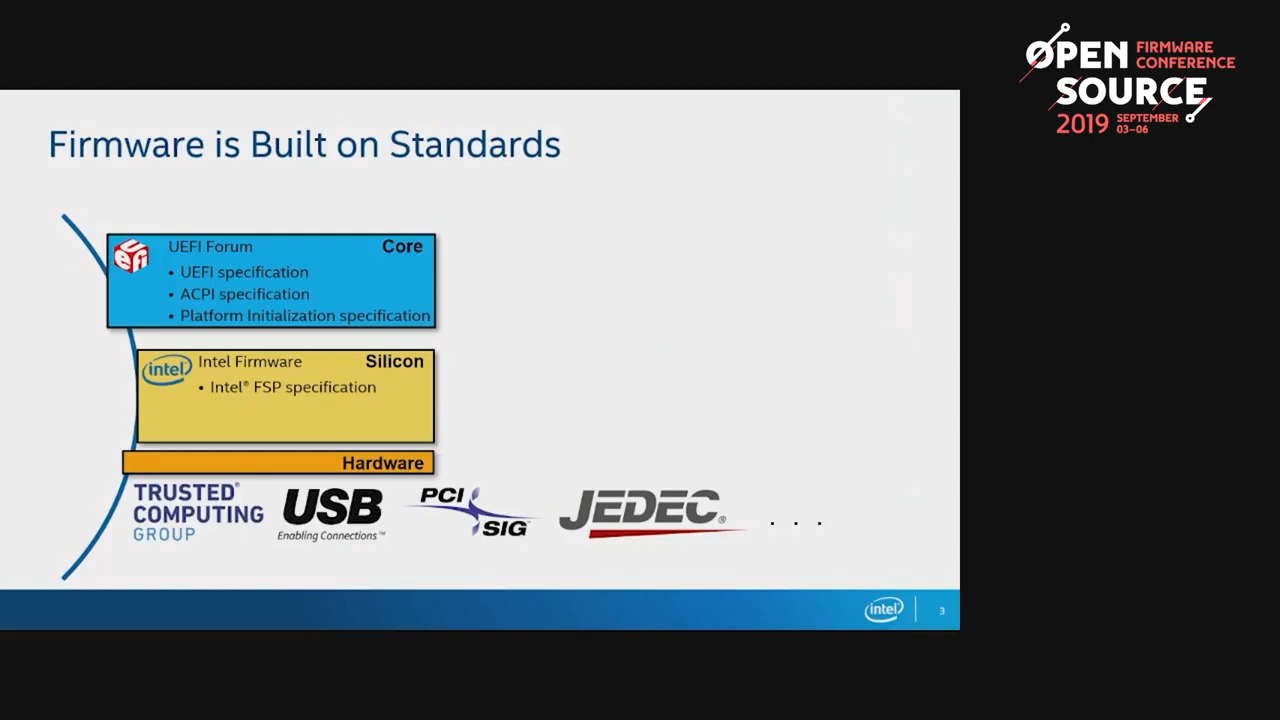 OPEN FIRMWARE
CONFERENCE
SOURCE
2019 SEPTEMBER
03–06
Firmware is Built on Standards
UEFI
UEFI Forum Core
• UEFI specification
• ACPI specification
• Platform Initialization specification
intel Intel Firmware Silicon
• Intel® FSP specification
Hardware
TRUSTED®
COMPUTING
GROUP
USB
Enabling Connections™
PCI
SIG™
JEDEC®
. . .
intel 3